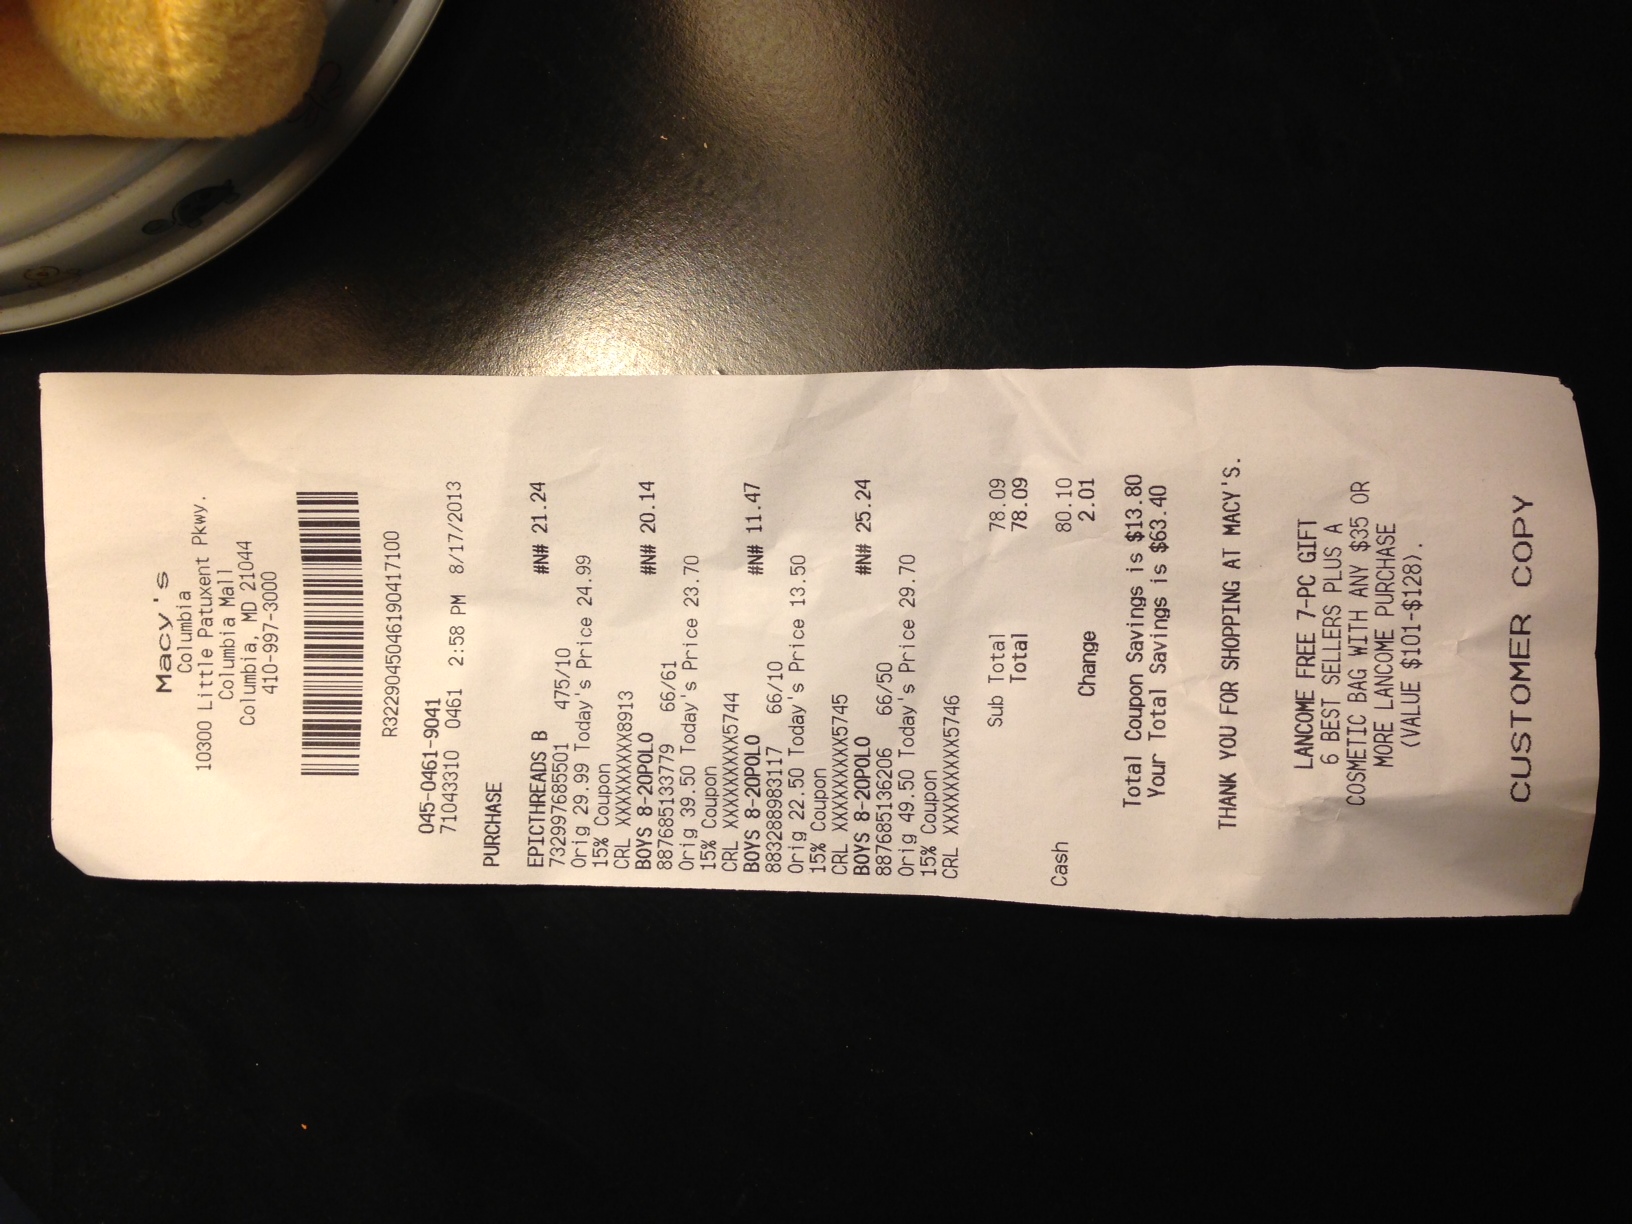 Macy's
Columbia
10300 Little Patuxent Pkwy.
Columbia Mall
Columbia, MD 21044
410-997-3000
R3229045046190417100
045-0461-9041
71043310 0461 2:58 PM 8/17/2013
PURCHASE
EPICTHREADS B #N# 21.24
732997685501 475/10
Orig 29.99 Today's Price 24.99
15% Coupon
CRL XXXXXXXXX8913
BOYS 8-20POLO #N# 20.14
887685133779 66/61
Orig 39.50 Today's Price 23.70
15% Coupon
CRL XXXXXXXXX5744
BOYS 8-20POLO #N# 11.47
883288983117 66/10
Orig 22.50 Today's Price 13.50
15% Coupon
CRL XXXXXXXXX5745
BOYS 8-20POLO #N# 25.24
887685136206 66/50
Orig 49.50 Today's Price 29.70
15% Coupon
CRL XXXXXXXXX5746
Sub Total 78.09
Total 78.09
Cash 80.10
Change 2.01
Total Coupon Savings is $13.80
Your Total Savings is $63.40
THANK YOU FOR SHOPPING AT MACY'S.
LANCOME FREE 7-PC GIFT
6 BEST SELLERS PLUS A
COSMETIC BAG WITH ANY $35 OR
MORE LANCOME PURCHASE
(VALUE $101-$128).
CUSTOMER COPY